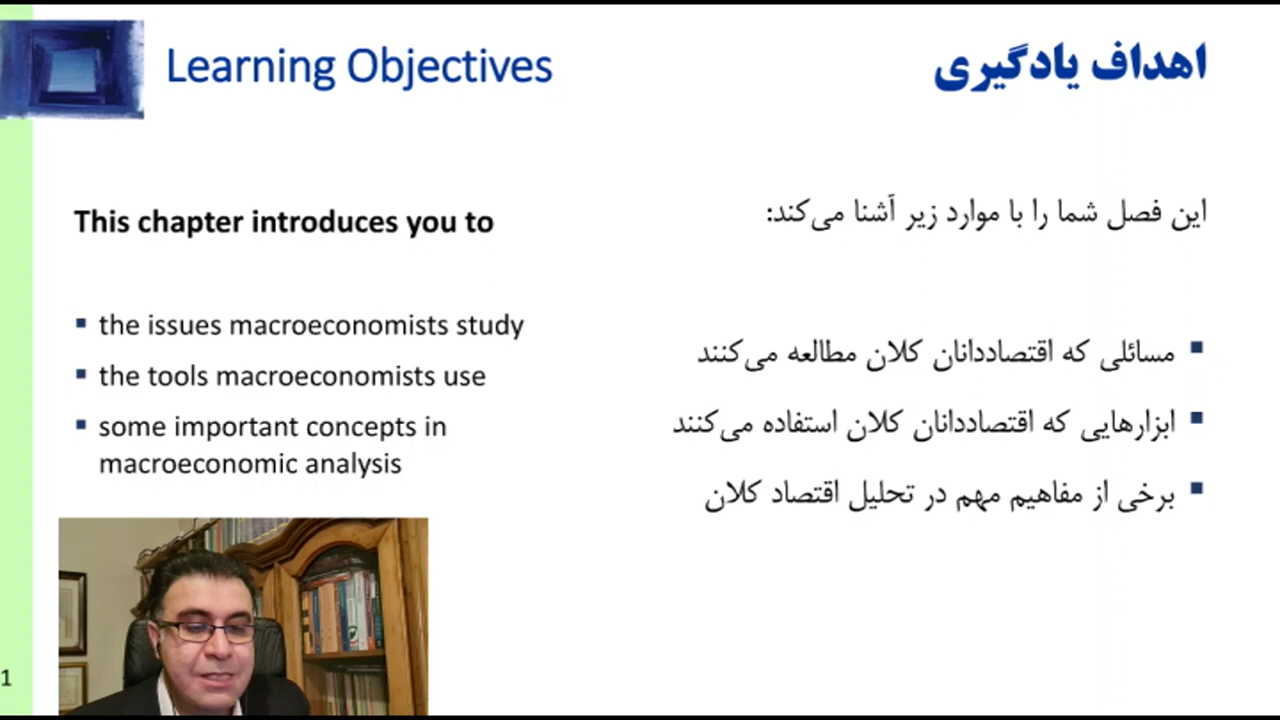 Learning Objectives
اهداف یادگیری
This chapter introduces you to
▪ the issues macroeconomists study
▪ the tools macroeconomists use
▪ some important concepts in
macroeconomic analysis
این فصل شما را با موارد زیر آشنا می‌کند:
▪ مسائلی که اقتصاددانان کلان مطالعه می‌کنند
▪ ابزارهایی که اقتصاددانان کلان استفاده می‌کنند
▪ برخی از مفاهیم مهم در تحلیل اقتصاد کلان
1